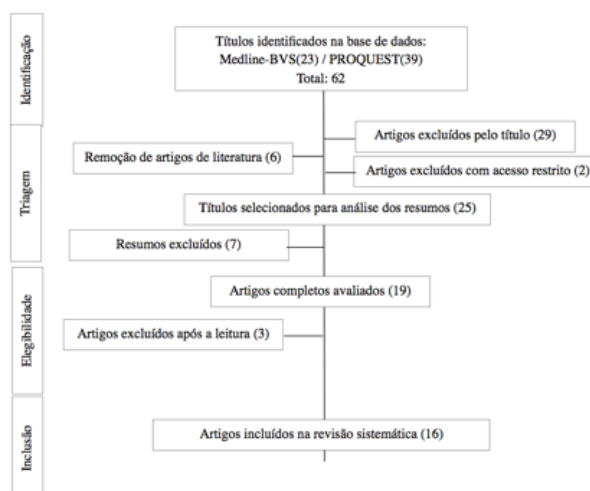 Identificação
Títulos identificados na base de dados:
Medline-BVS(23) / PROQUEST(39)
Total: 62
Triagem
Artigos excluídos pelo título (29)
Remoção de artigos de literatura (6)
Artigos excluídos com acesso restrito (2)
Títulos selecionados para análise dos resumos (25)
Resumos excluídos (7)
Elegibilidade
Artigos completos avaliados (19)
Artigos excluídos após a leitura (3)
Inclusão
Artigos incluídos na revisão sistemática (16)